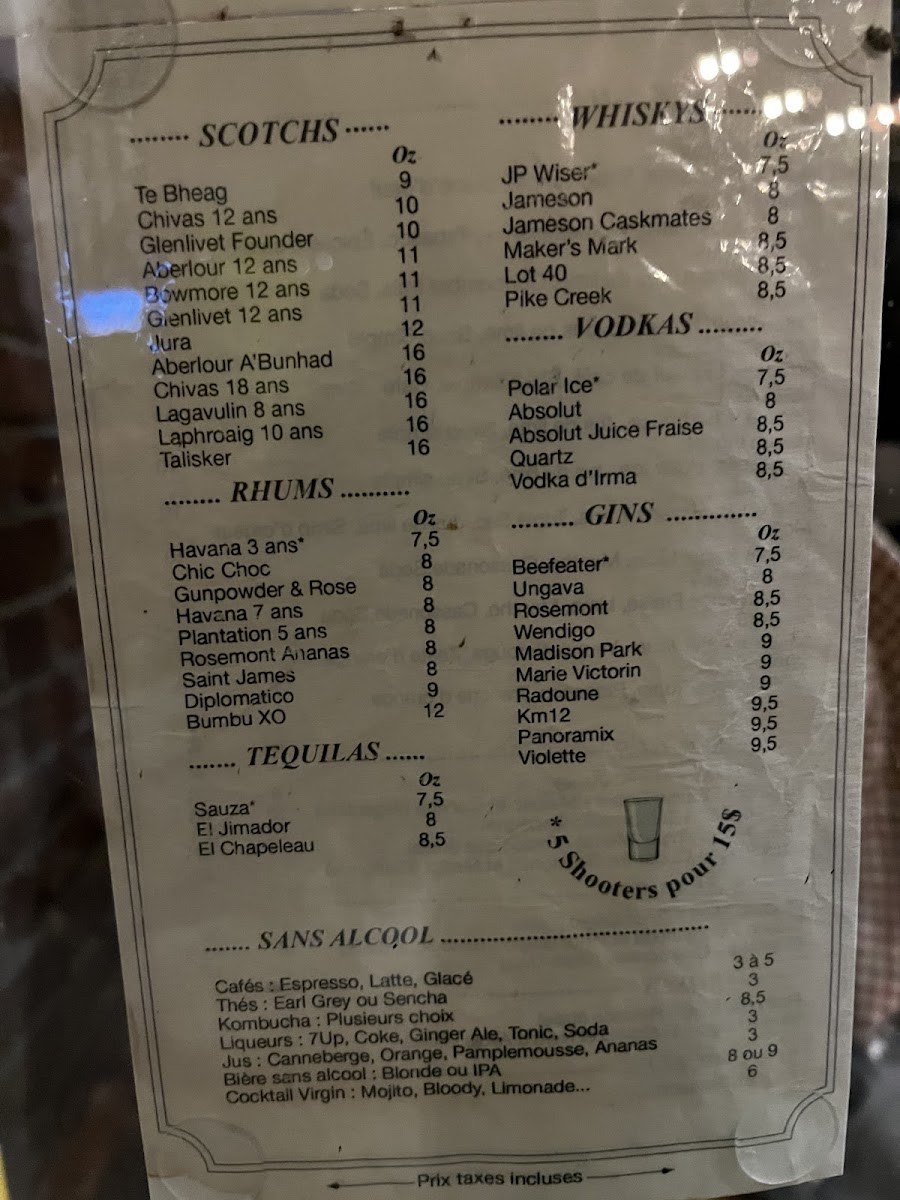 SCOTCHS
Oz
Te Bheag 9
Chivas 12 ans 10
Glenlivet Founder 10
Aberlour 12 ans 11
Bowmore 12 ans 11
Glenlivet 12 ans 11
Jura 12
Aberlour A'Bunhad 16
Chivas 18 ans 16
Lagavulin 8 ans 16
Laphroaig 10 ans 16
Talisker 16
RHUMS
Oz
Havana 3 ans* 7,5
Chic Choc 8
Gunpowder & Rose 8
Havana 7 ans 8
Plantation 5 ans 8
Rosemont Ananas 8
Saint James 8
Diplomatico 9
Bumbu XO 12
TEQUILAS
Oz
Sauza* 7,5
El Jimador 8
El Chapeleau 8,5
WHISKYS
Oz
JP Wiser* 7,5
Jameson 8
Jameson Caskmates 8
Maker's Mark 8,5
Lot 40 8,5
Pike Creek 8,5
VODKAS
Oz
Polar Ice* 7,5
Absolut 8
Absolut Juice Fraise 8,5
Quartz 8,5
Vodka d'Irma 8,5
GINS
Oz
Beefeater* 7,5
Ungava 8
Rosemont 8,5
Wendigo 8,5
Madison Park 9
Marie Victorin 9
Radoune 9
Km12 9,5
Panoramix 9,5
Violette 9,5
* 5 Shooters pour 15$
SANS ALCOOL
Cafés : Espresso, Latte, Glacé 3 à 5
Thés : Earl Grey ou Sencha 3
Kombucha : Plusieurs choix 8,5
Liqueurs : 7Up, Coke, Ginger Ale, Tonic, Soda 3
Jus : Canneberge, Orange, Pamplemousse, Ananas 3
Bière sans alcool : Blonde ou IPA 8 ou 9
Cocktail Virgin : Mojito, Bloody, Limonade... 6
Prix taxes incluses